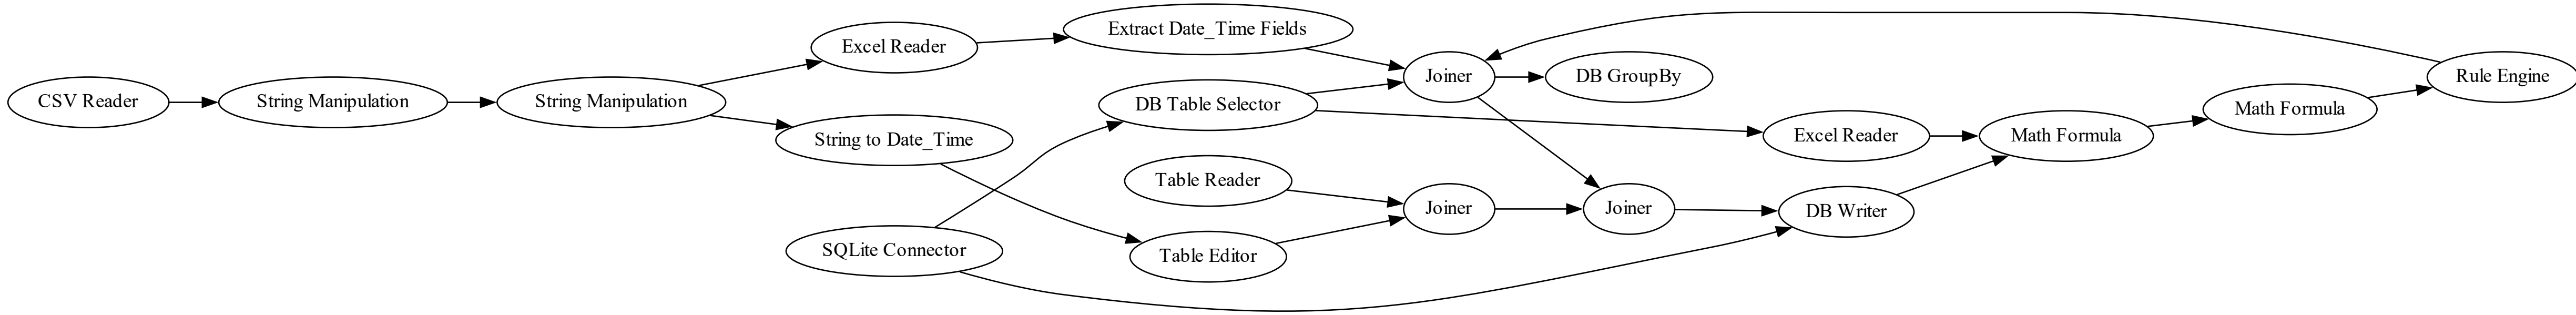 CSV Reader
String Manipulation
String Manipulation
Excel Reader
Extract Date_Time Fields
String to Date_Time
SQLite Connector
DB Table Selector
Table Reader
Table Editor
Joiner
DB GroupBy
Joiner
Joiner
Excel Reader
DB Writer
Math Formula
Math Formula
Rule Engine